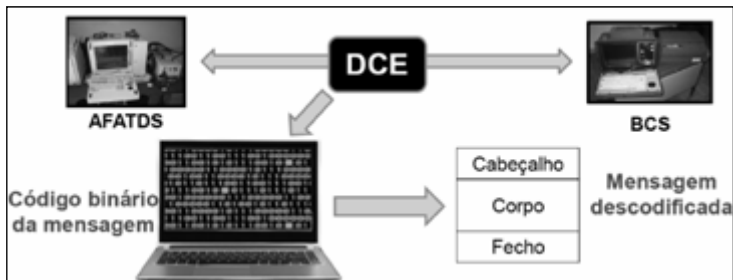 DCE
AFATDS
BCS
Código binário
da mensagem
Cabeçalho
Corpo
Fecho
Mensagem
descodificada